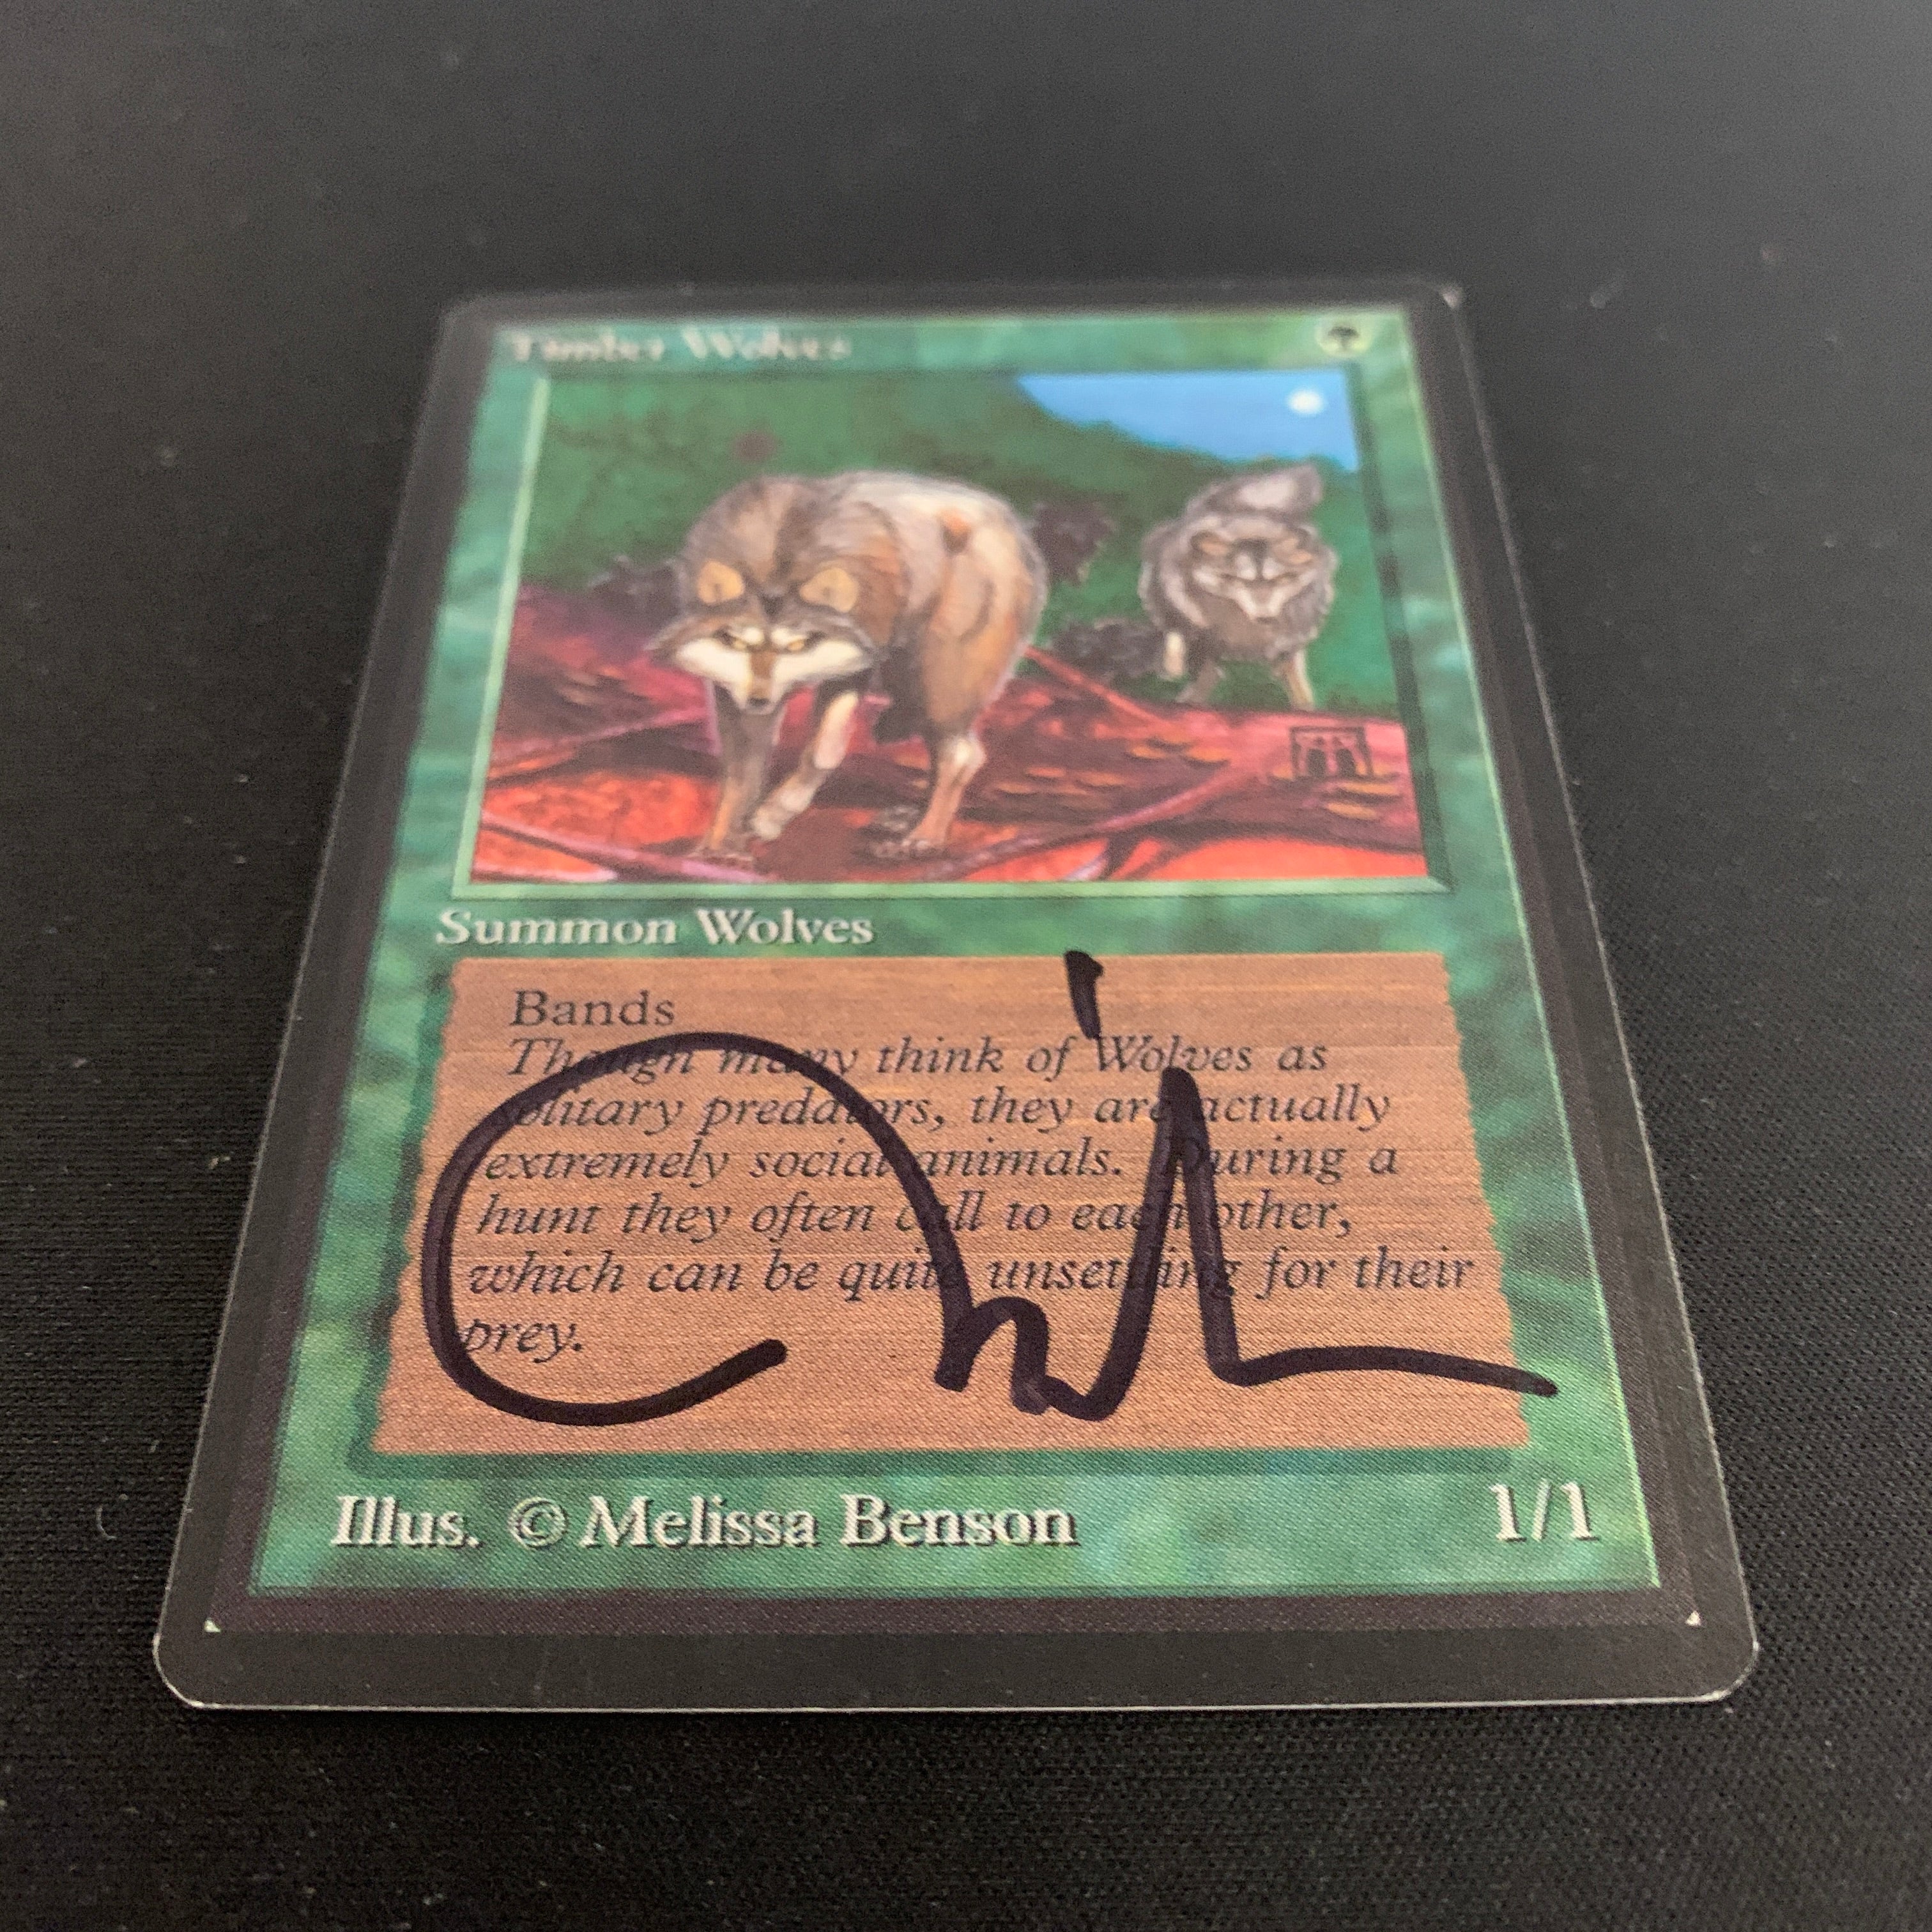 Timber Wolves
Summon Wolves
Bands
Though many think of Wolves as
solitary predators, they are actually
extremely social animals. During a
hunt they often call to each other,
which can be quite unsettling for their
prey.
Illus. © Melissa Benson
1/1